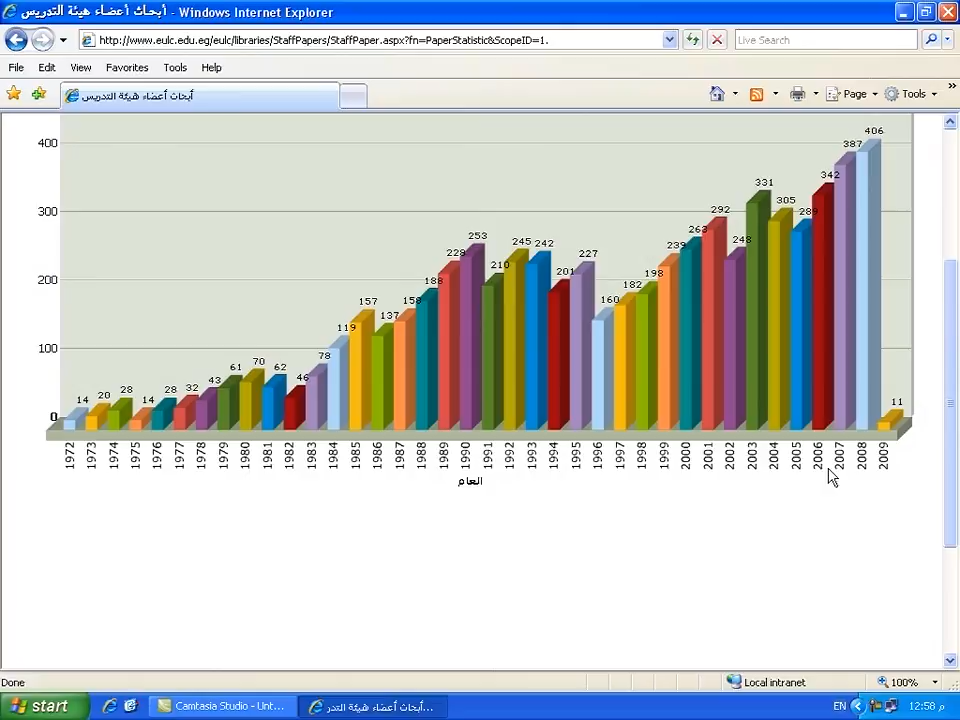 أبحاث أعضاء هيئة التدريس - Windows Internet Explorer
http://www.eulc.edu.eg/eulc/libraries/StaffPapers/StaffPaper.aspx?fn=PaperStatistic&ScopeID=1.
Live Search
File Edit View Favorites Tools Help
أبحاث أعضاء هيئة التدريس
Page Tools
400
300
200
100
0
14 20 28 14 28 32 43 61 70 62 46 78 119 157 137 158 188 228 253 210 245 242 201 227 160 182 198 239 263 292 248 331 305 289 342 387 406 11
1972 1973 1974 1975 1976 1977 1978 1979 1980 1981 1982 1983 1984 1985 1986 1987 1988 1989 1990 1991 1992 1993 1994 1995 1996 1997 1998 1999 2000 2001 2002 2003 2004 2005 2006 2007 2008 2009
العام
Done
Local intranet
100%
start
Camtasia Studio - Unt...
أبحاث أعضاء هيئة التدر...
EN
12:58 م